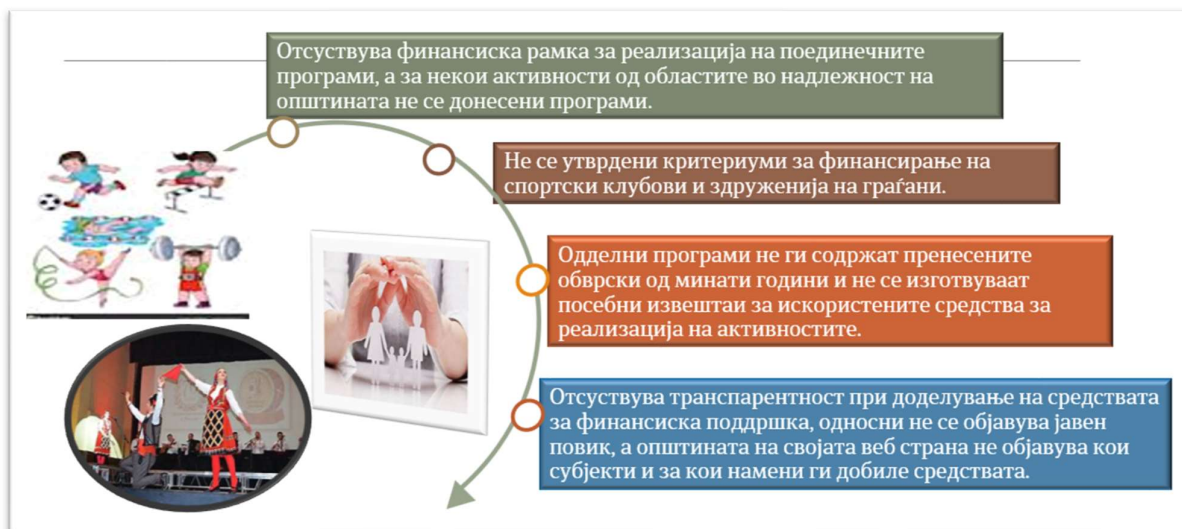 Отсуствува финансиска рамка за реализација на поединечните
програми, а за некои активности од областите во надлежност на
општината не се донесени програми.
Не се утврдени критериуми за финансирање на
спортски клубови и здруженија на граѓани.
Одделни програми не ги содржат пренесените
обврски од минати години и не се изготвуваат
посебни извештаи за искористените средства за
реализација на активностите.
Отсуствува транспарентност при доделување на средствата
за финансиска поддршка, односни не се објавува јавен
повик, а општината на својата веб страна не објавува кои
субјекти и за кои намени ги добиле средствата.